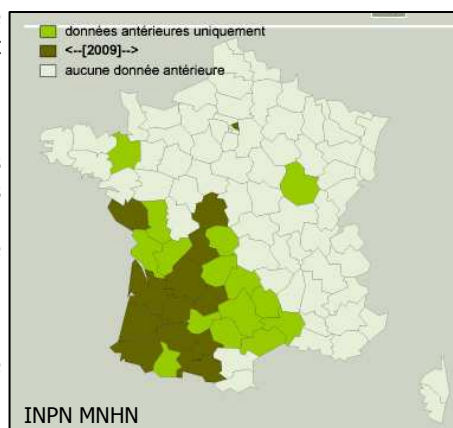 données antérieures uniquement
<--[2009]-->
aucune donnée antérieure
INPN MNHN